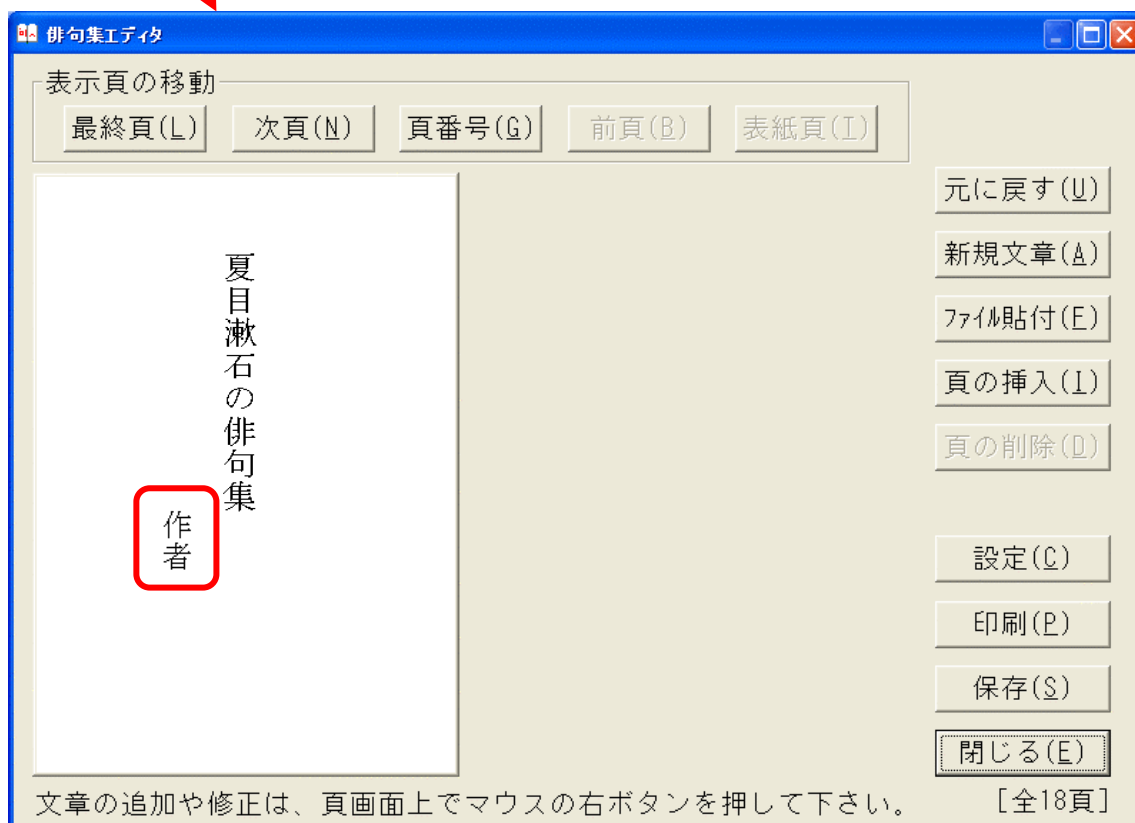 俳句集エディタ
表示頁の移動
最終頁(L)
次頁(N)
頁番号(G)
前頁(B)
表紙頁(I)
夏目漱石の俳句集
作者
元に戻す(U)
新規文章(A)
ファイル貼付(F)
頁の挿入(I)
頁の削除(D)
設定(C)
印刷(P)
保存(S)
閉じる(E)
文章の追加や修正は、頁画面上でマウスの右ボタンを押して下さい。
[全18頁]